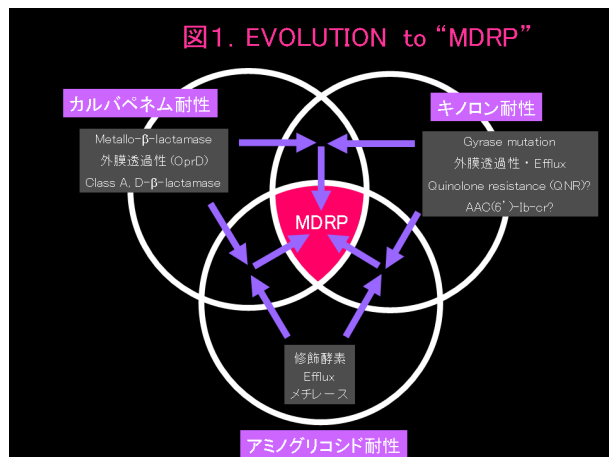 図1. EVOLUTION to “MDRP”
カルバペネム耐性
Metallo-β-lactamase
外膜透過性(OprD)
Class A, D-β-lactamase
キノロン耐性
Gyrase mutation
外膜透過性・Efflux
Quinolone resistance (QNR)?
AAC(6')-Ib-cr?
MDRP
修飾酵素
Efflux
メチレース
アミノグリコシド耐性